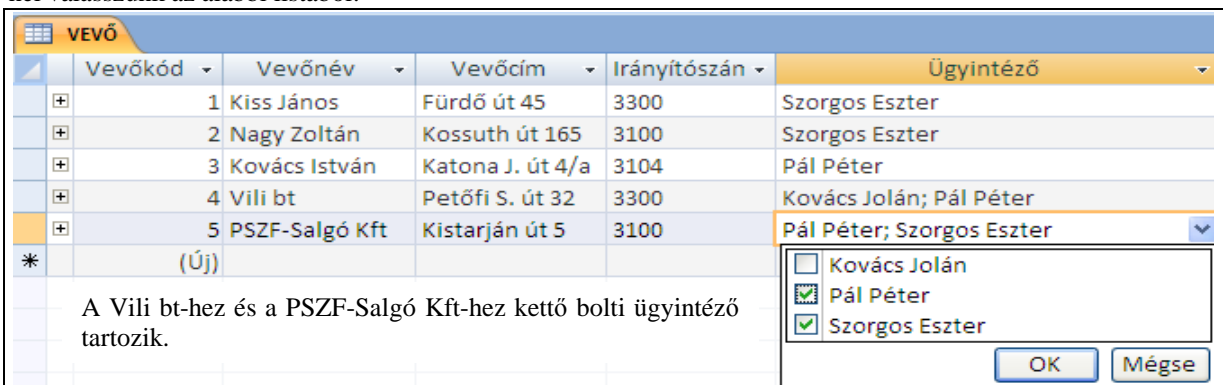 VEVŐ
Vevőkód Vevőnév Vevőcím Irányítószán Ügyintéző
1 Kiss János Fürdő út 45 3300 Szorgos Eszter
2 Nagy Zoltán Kossuth út 165 3100 Szorgos Eszter
3 Kovács István Katona J. út 4/a 3104 Pál Péter
4 Vili bt Petőfi S. út 32 3300 Kovács Jolán; Pál Péter
5 PSZF-Salgó Kft Kistarján út 5 3100 Pál Péter; Szorgos Eszter
(Új)
Kovács Jolán
Pál Péter
Szorgos Eszter
OK Mégse
A Vili bt-hez és a PSZF-Salgó Kft-hez kettő bolti ügyintéző
tartozik.